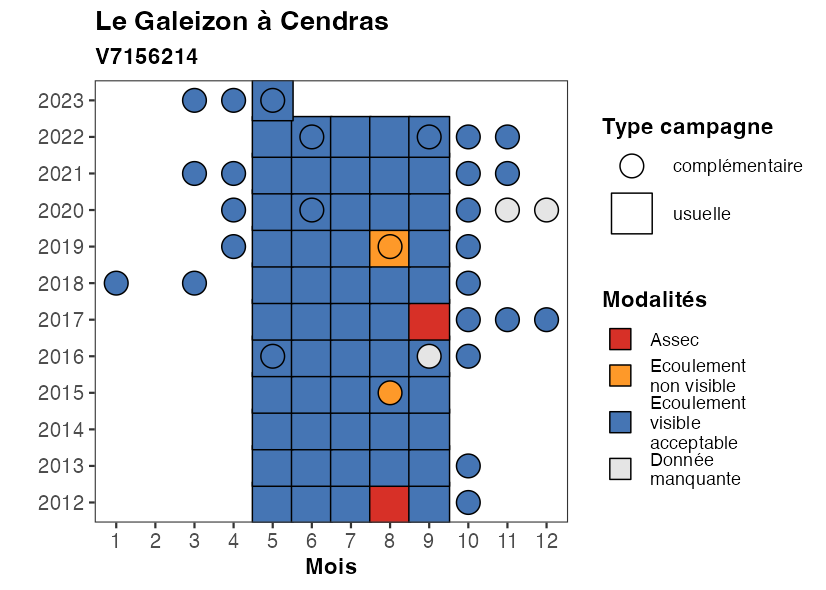 Le Galeizon à Cendras
V7156214
2023
2022
2021
2020
2019
2018
2017
2016
2015
2014
2013
2012
1 2 3 4 5 6 7 8 9 10 11 12
Mois
Type campagne
complémentaire
usuelle
Modalités
Assec
Ecoulement
non visible
Ecoulement
visible
acceptable
Donnée
manquante